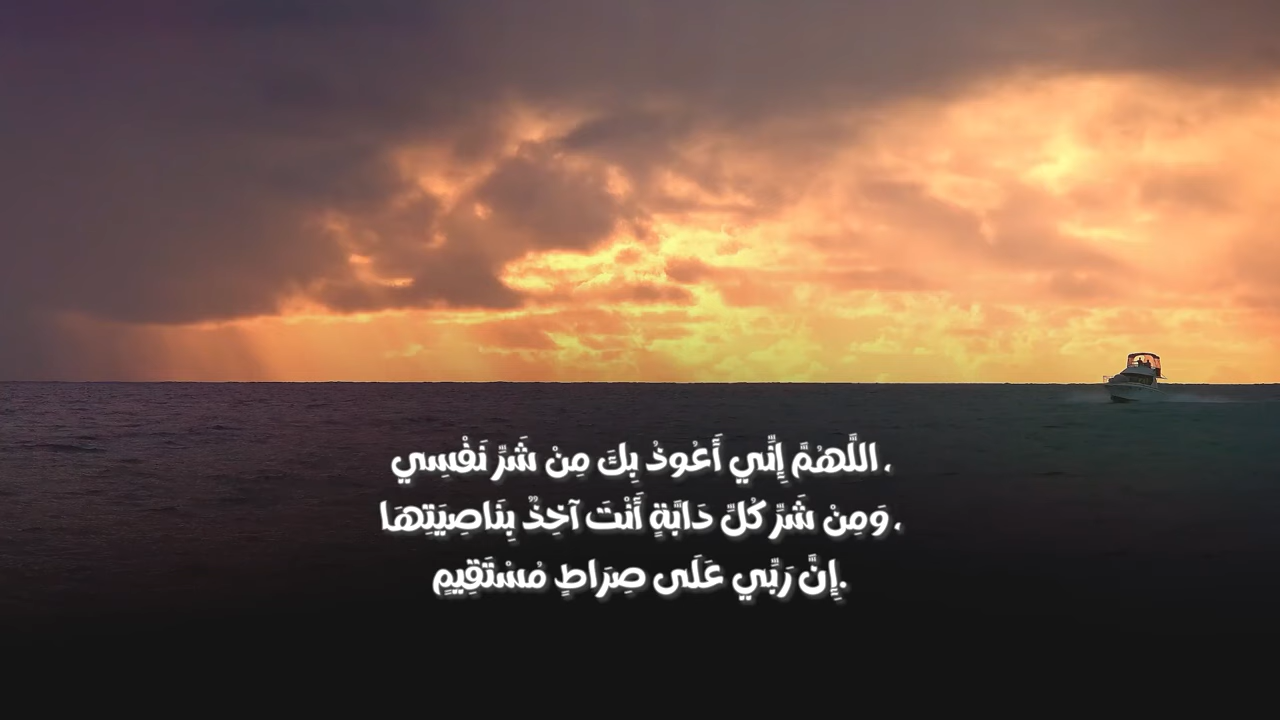 ، اللَّهُمَّ إِنِّي أَعُوذُ بِكَ مِنْ شَرِّ نَفْسِي
، وَمِنْ شَرِّ كُلِّ دَابَّةٍ أَنْتَ آخِذٌ بِنَاصِيَتِهَا
.إِنَّ رَبِّي عَلَى صِرَاطٍ مُسْتَقِيمٍ